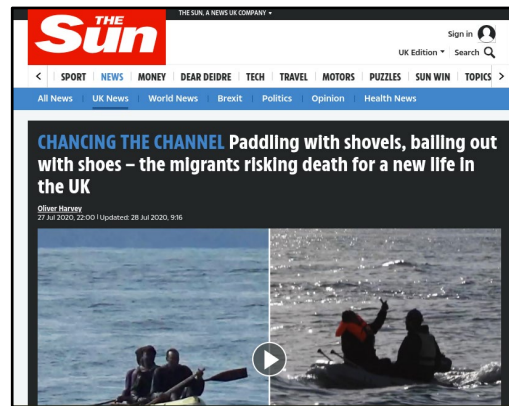 THE SUN, A NEWS UK COMPANY
THE
Sun
Sign in
UK Edition Search
< SPORT NEWS MONEY DEAR DEIDRE TECH TRAVEL MOTORS PUZZLES SUN WIN TOPICS >
All News UK News World News Brexit Politics Opinion Health News
CHANCING THE CHANNEL Paddling with shovels, bailing out
with shoes – the migrants risking death for a new life in
the UK
Oliver Harvey
27 Jul 2020, 22:00 | Updated: 28 Jul 2020, 9:16